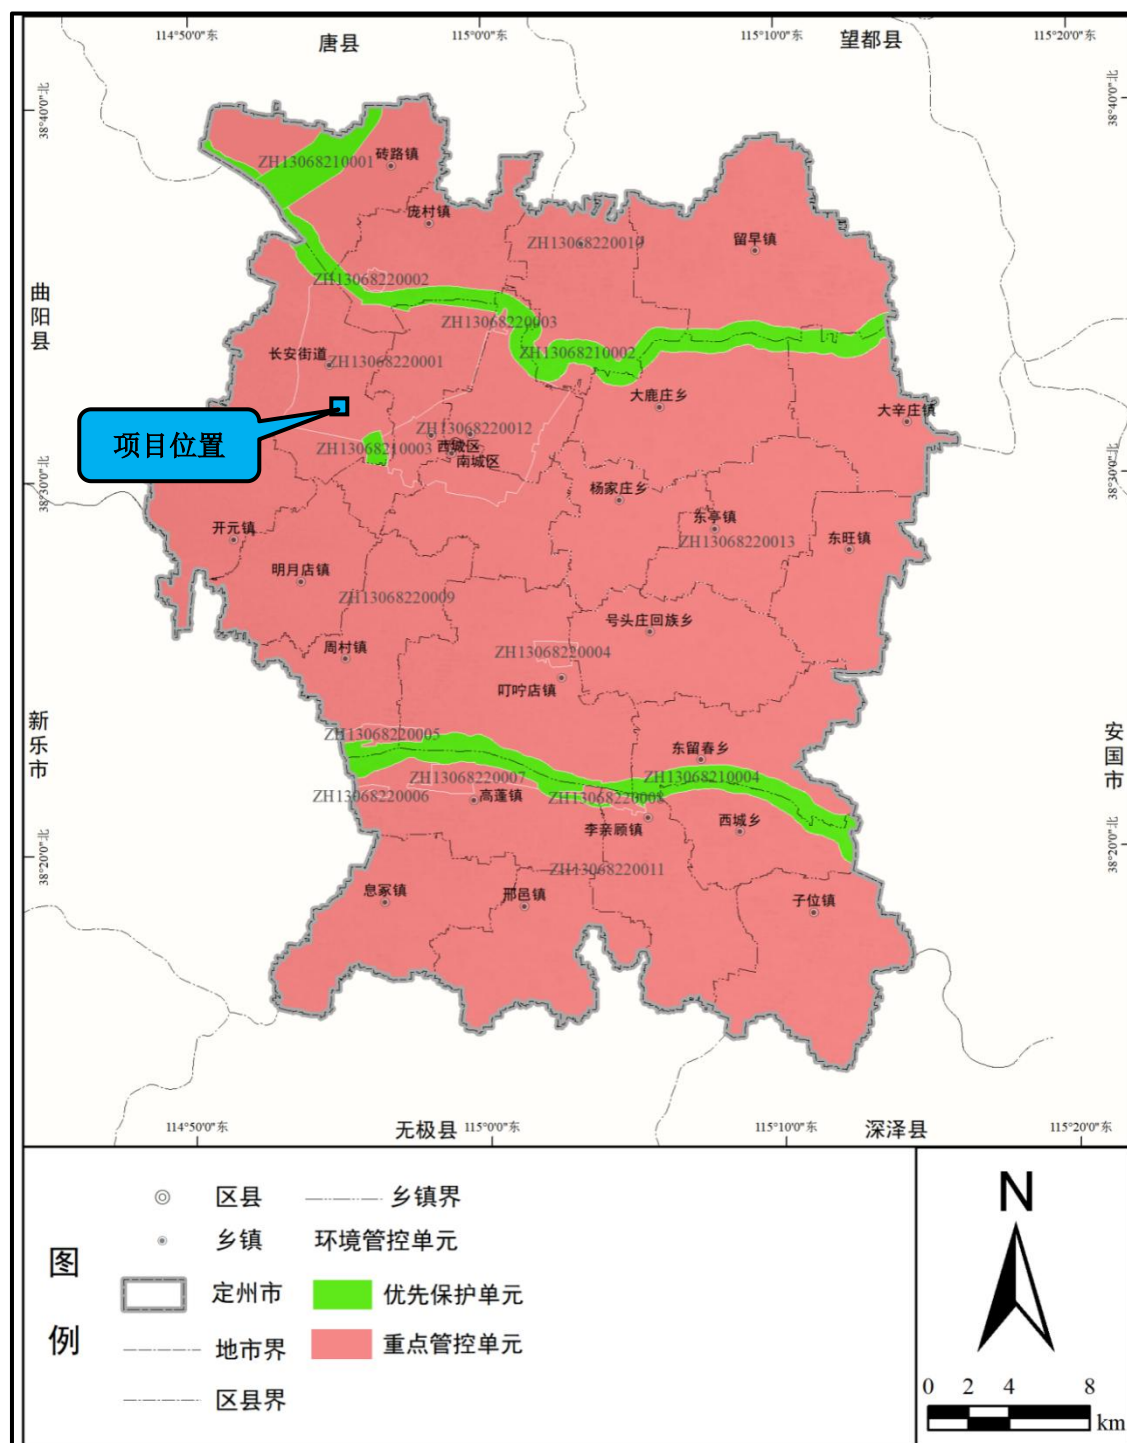 114°50'0"东
115°0'0"东
115°10'0"东
115°20'0"东
唐县
望都县
38°40'0"北
38°40'0"北
ZH13068210001
砖路镇
庞村镇
ZH13068220010
留早镇
ZH13068220002
曲阳县
ZH13068220003
ZH13068210002
长安街道
ZH13068220001
大鹿庄乡
大辛庄镇
项目位置
ZH13068220012
ZH13068210003
西城区
南城区
38°30'0"北
38°30'0"北
杨家庄乡
东亭镇
开元镇
东旺镇
ZH13068220013
明月店镇
ZH13068220009
号头庄回族乡
周村镇
ZH13068220004
叮咛店镇
新乐市
安国市
ZH13068220005
东留春乡
ZH13068220007
ZH13068210004
ZH13068220006
高蓬镇
ZH13068220008
李亲顾镇
西城乡
38°20'0"北
38°20'0"北
ZH13068220011
息冢镇
邢邑镇
子位镇
114°50'0"东
无极县
115°0'0"东
115°10'0"东
深泽县
115°20'0"东
图例
区县
乡镇界
乡镇
环境管控单元
定州市
优先保护单元
地市界
重点管控单元
区县界
N
0 2 4 8
km